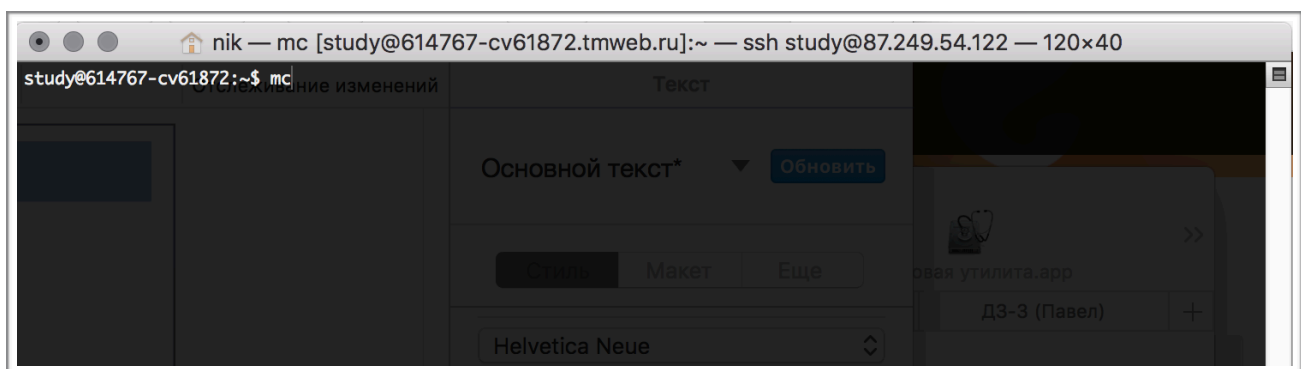 nik — mc [study@614767-cv61872.tmweb.ru]:~ — ssh study@87.249.54.122 — 120×40
study@614767-cv61872:~$ mc
Отслеживание изменений
Текст
Основной текст*
Обновить
Стиль Макет Еще
овая утилита.app
ДЗ-3 (Павел)
Helvetica Neue